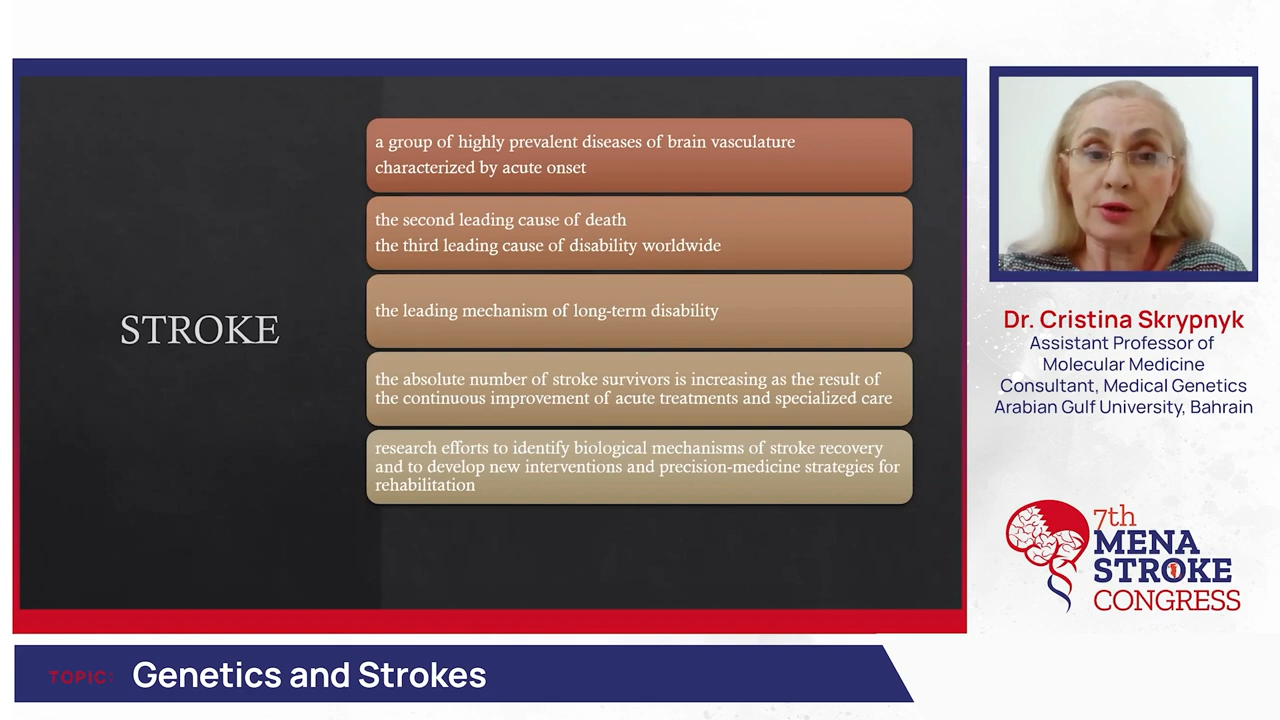 STROKE
a group of highly prevalent diseases of brain vasculature
characterized by acute onset
the second leading cause of death
the third leading cause of disability worldwide
the leading mechanism of long-term disability
the absolute number of stroke survivors is increasing as the result of
the continuous improvement of acute treatments and specialized care
research efforts to identify biological mechanisms of stroke recovery
and to develop new interventions and precision-medicine strategies for
rehabilitation
Dr. Cristina Skrypnyk
Assistant Professor of
Molecular Medicine
Consultant, Medical Genetics
Arabian Gulf University, Bahrain
7th
MENA
STROKE
CONGRESS
TOPIC: Genetics and Strokes